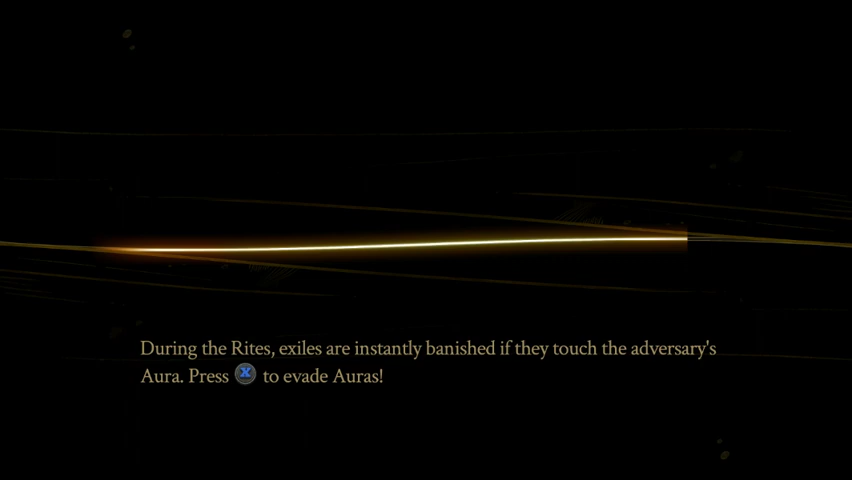 During the Rites, exiles are instantly banished if they touch the adversary's
Aura. Press X to evade Auras!